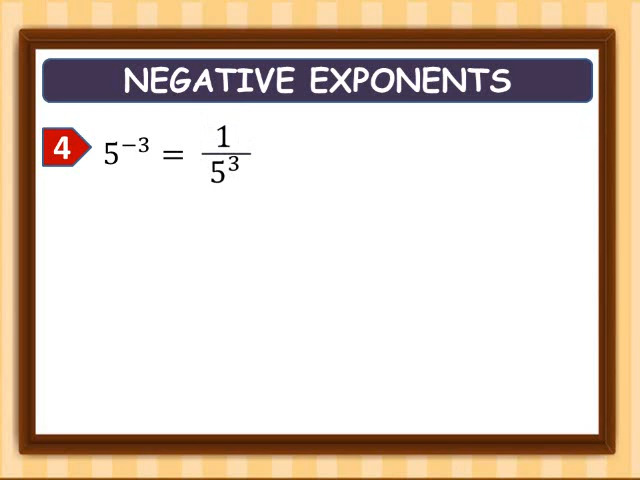 NEGATIVE EXPONENTS
4 5⁻³ = 1/5³